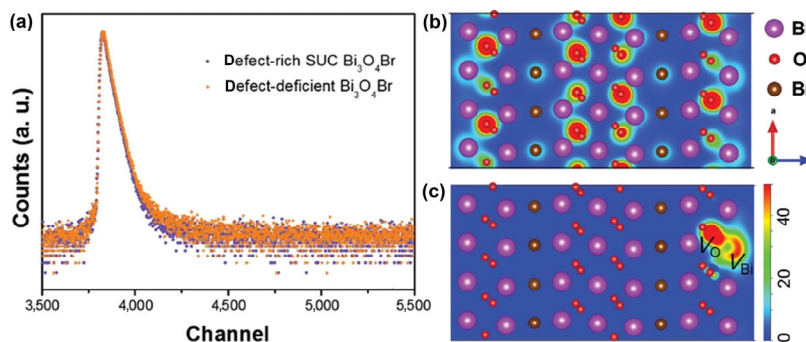 (a)
Defect-rich SUC Bi3O4Br
Defect-deficient Bi3O4Br
Counts (a. u.)
3,500 4,000 4,500 5,000 5,500
Channel
(b)
Bi
O
Br
a
(c)
VO
VBi
40
20
0